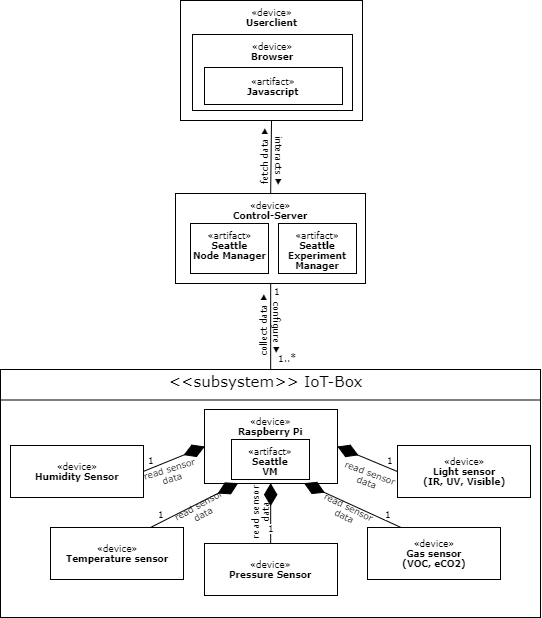 «device»
Userclient
«device»
Browser
«artifact»
Javascript
fetch data
interacts
«device»
Control-Server
«artifact»
Seattle
Node Manager
«artifact»
Seattle
Experiment
Manager
1
collect data
configure
1..*
<<subsystem>> IoT-Box
«device»
Raspberry Pi
«artifact»
Seattle
VM
«device»
Humidity Sensor
1
read sensor
data
«device»
Light sensor
(IR, UV, Visible)
1
read sensor
data
«device»
Temperature sensor
1
read sensor
data
«device»
Pressure Sensor
1
read sensor
data
«device»
Gas sensor
(VOC, eCO2)
1
read sensor
data